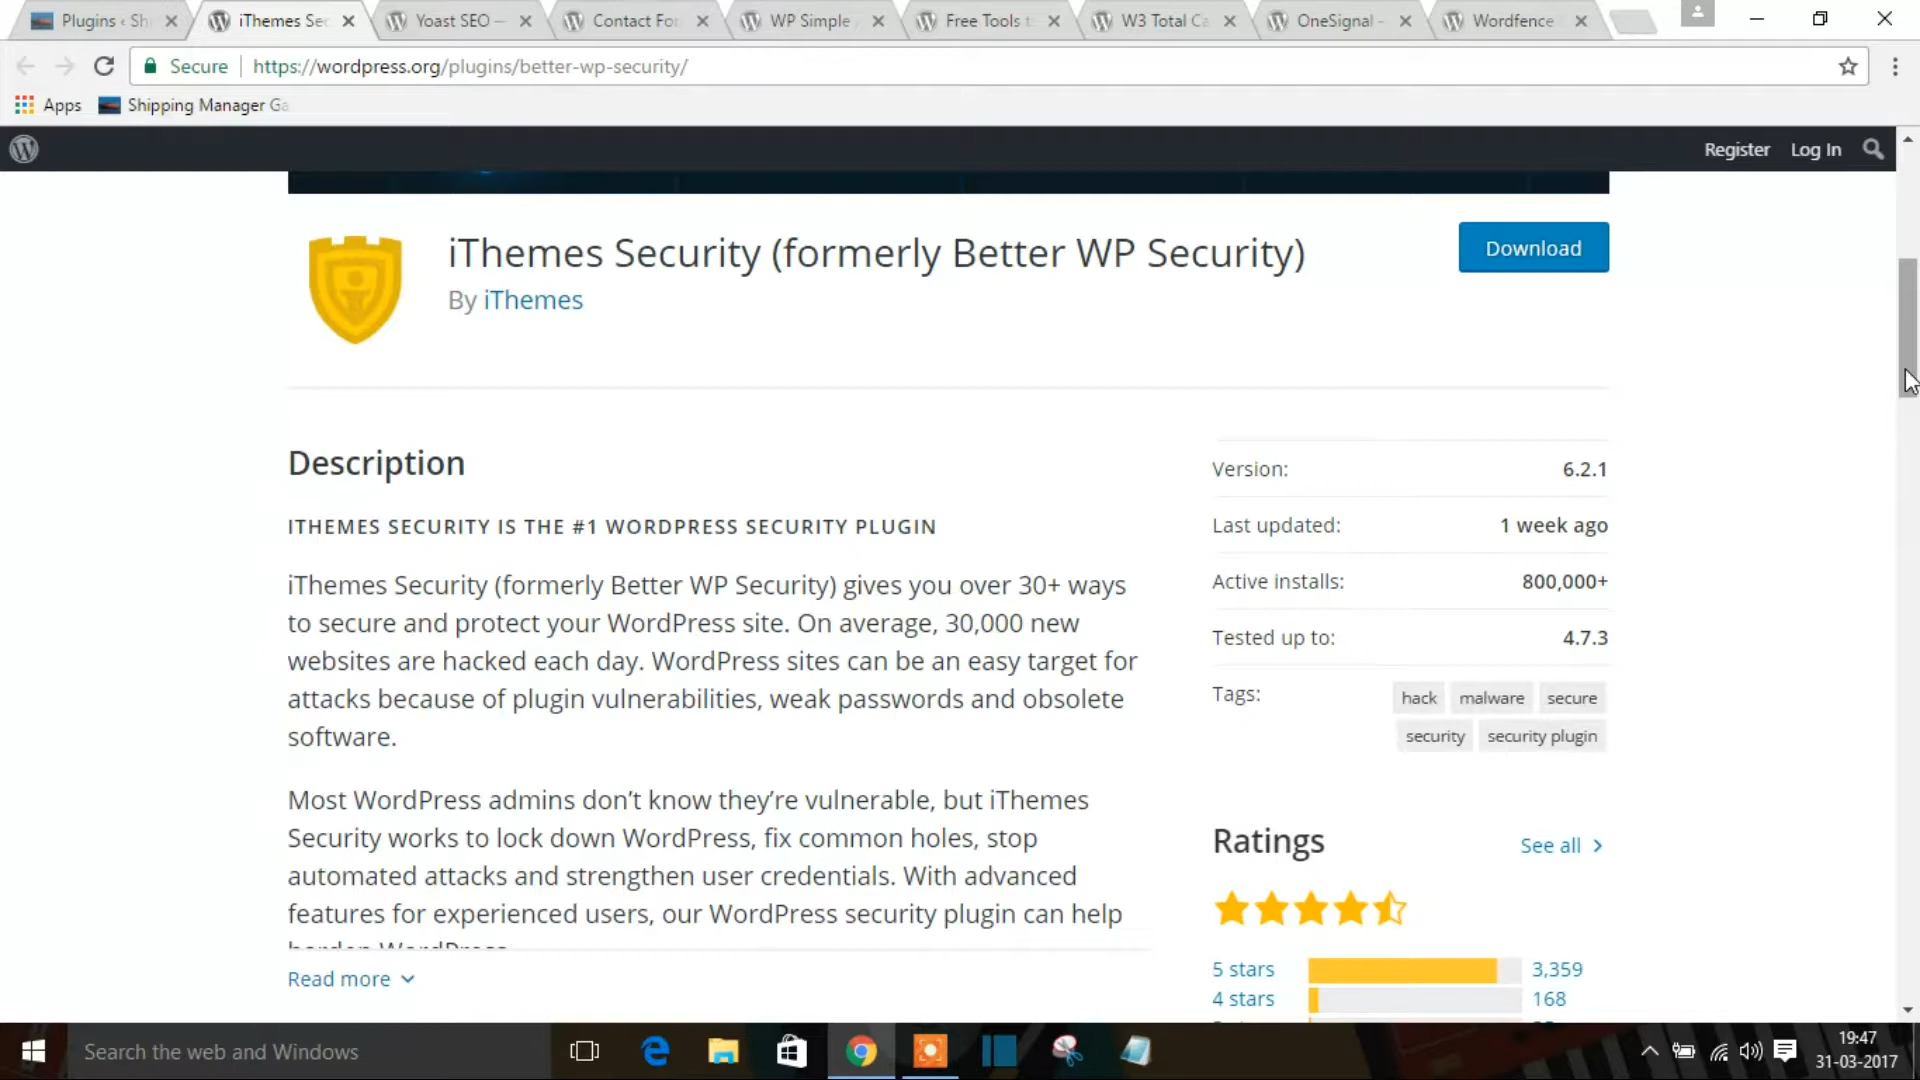 Plugins ‹ Sh
iThemes Sec
Yoast SEO —
Contact For
WP Simple
Free Tools t
W3 Total Ca
OneSignal -
Wordfence
Secure
https://wordpress.org/plugins/better-wp-security/
Apps
Shipping Manager Ga
Register
Log In
iThemes Security (formerly Better WP Security)
Download
By iThemes
Description
ITHEMES SECURITY IS THE #1 WORDPRESS SECURITY PLUGIN
iThemes Security (formerly Better WP Security) gives you over 30+ ways
to secure and protect your WordPress site. On average, 30,000 new
websites are hacked each day. WordPress sites can be an easy target for
attacks because of plugin vulnerabilities, weak passwords and obsolete
software.
Most WordPress admins don’t know they’re vulnerable, but iThemes
Security works to lock down WordPress, fix common holes, stop
automated attacks and strengthen user credentials. With advanced
features for experienced users, our WordPress security plugin can help
harden WordPress.
Read more
Version: 6.2.1
Last updated: 1 week ago
Active installs: 800,000+
Tested up to: 4.7.3
Tags: hack malware secure
security security plugin
Ratings
See all
5 stars 3,359
4 stars 168
Search the web and Windows
19:47
31-03-2017